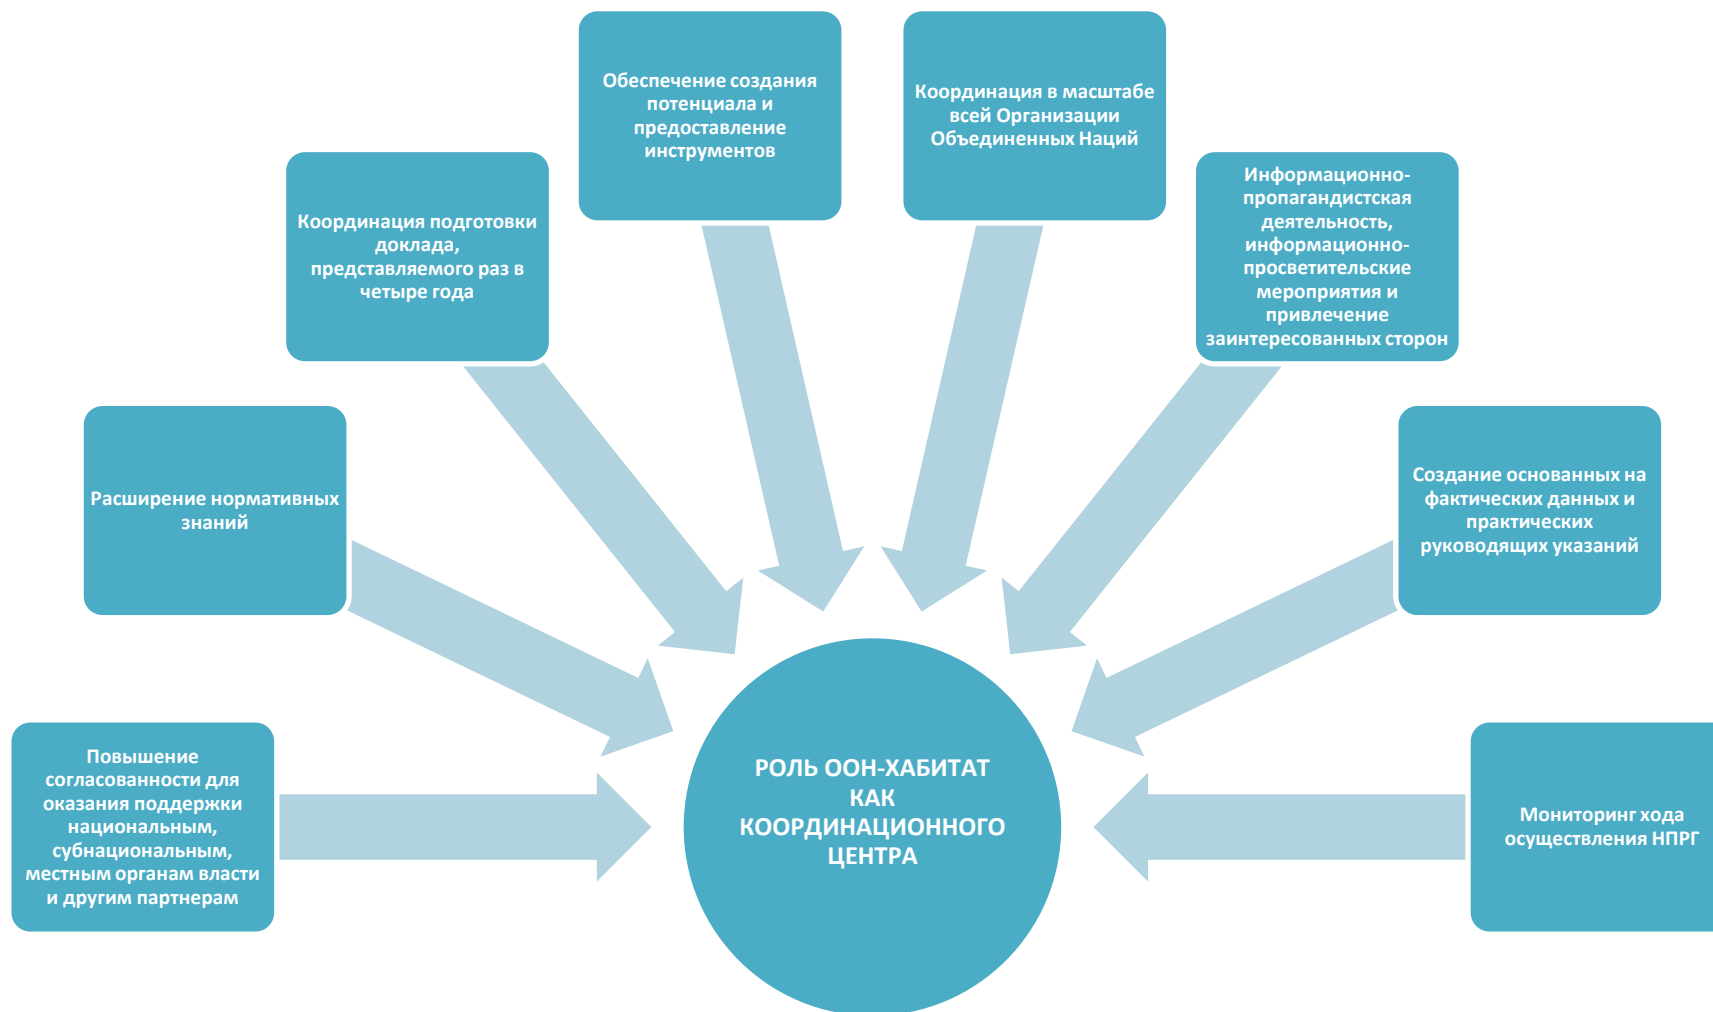 Обеспечение создания
потенциала и
предоставление
инструментов
Координация в масштабе
всей Организации
Объединенных Наций
Координация подготовки
доклада,
представляемого раз в
четыре года
Информационно-
пропагандистская
деятельность,
информационно-
просветительские
мероприятия и
привлечение
заинтересованных сторон
Расширение нормативных
знаний
Создание основанных на
фактических данных и
практических
руководящих указаний
Повышение
согласованности для
оказания поддержки
национальным,
субнациональным,
местным органам власти
и другим партнерам
РОЛЬ ООН-ХАБИТАТ
КАК
КООРДИНАЦИОННОГО
ЦЕНТРА
Мониторинг хода
осуществления НПРГ